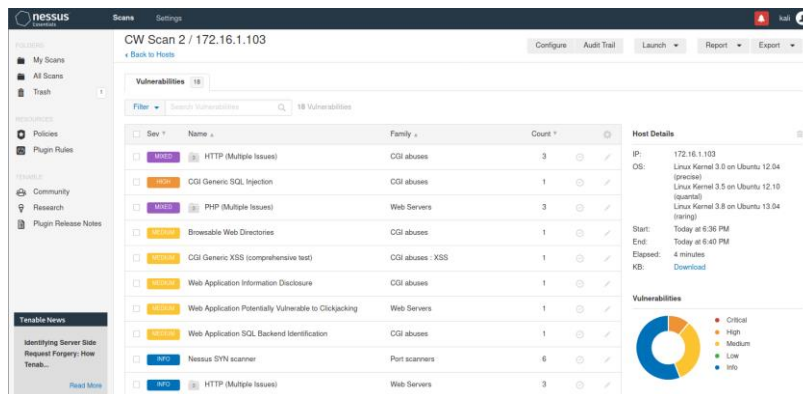 nessus
Essentials
Scans
Settings
kali
FOLDERS
My Scans
All Scans
Trash
1
RESOURCES
Policies
Plugin Rules
TENABLE
Community
Research
Plugin Release Notes
Tenable News
Identifying Server Side
Request Forgery: How
Tenab...
Read More
CW Scan 2 / 172.16.1.103
‹ Back to Hosts
Configure
Audit Trail
Launch
Report
Export
Vulnerabilities 18
Filter
Search Vulnerabilities
18 Vulnerabilities
Sev
Name
Family
Count
MIXED 3 HTTP (Multiple Issues) CGI abuses 3
HIGH CGI Generic SQL Injection CGI abuses 1
MIXED 3 PHP (Multiple Issues) Web Servers 3
MEDIUM Browsable Web Directories CGI abuses 1
MEDIUM CGI Generic XSS (comprehensive test) CGI abuses : XSS 1
MEDIUM Web Application Information Disclosure CGI abuses 1
MEDIUM Web Application Potentially Vulnerable to Clickjacking Web Servers 1
MEDIUM Web Application SQL Backend Identification CGI abuses 1
INFO Nessus SYN scanner Port scanners 6
INFO HTTP (Multiple Issues) Web Servers 3
Host Details
IP: 172.16.1.103
OS: Linux Kernel 3.0 on Ubuntu 12.04
(precise)
Linux Kernel 3.5 on Ubuntu 12.10
(quantal)
Linux Kernel 3.8 on Ubuntu 13.04
(raring)
Start: Today at 6:36 PM
End: Today at 6:40 PM
Elapsed: 4 minutes
KB: Download
Vulnerabilities
Critical
High
Medium
Low
Info